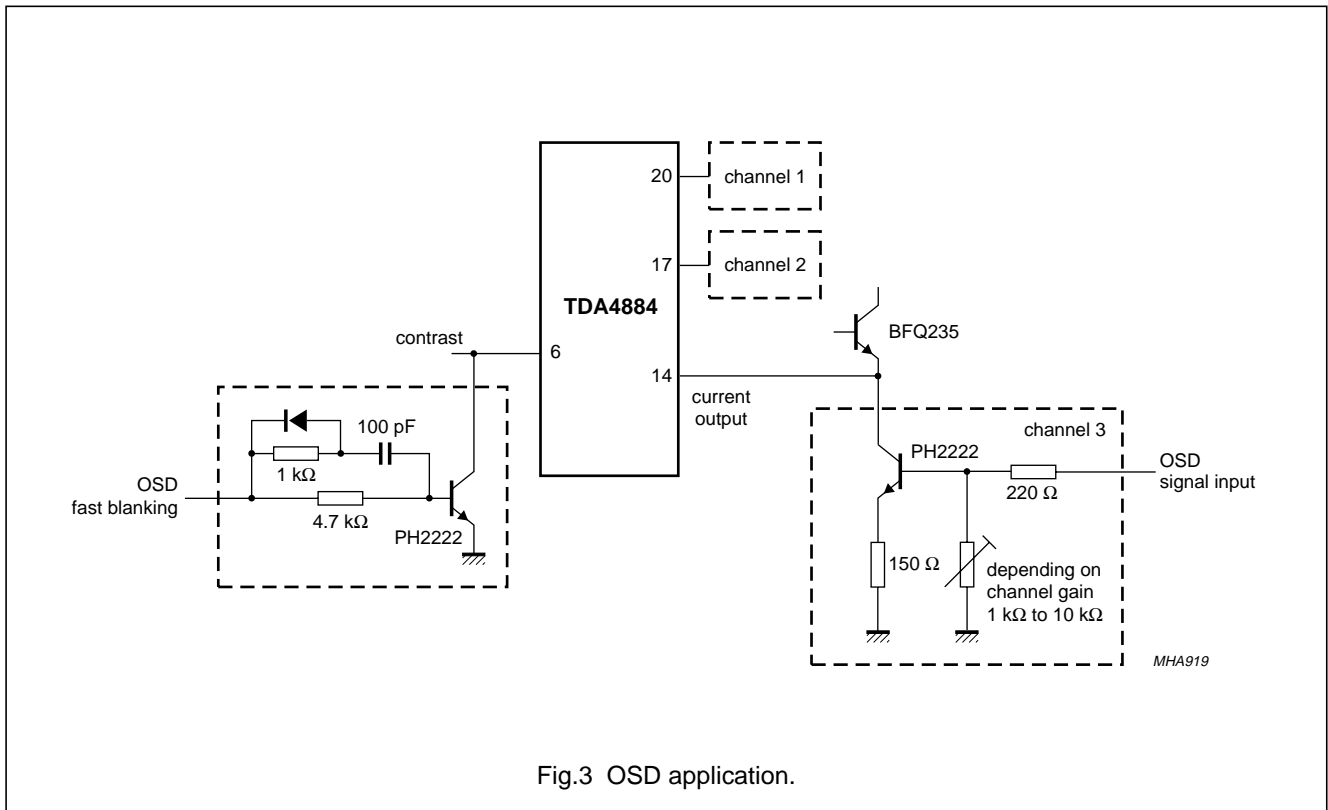 20
channel 1
17
channel 2
TDA4884
contrast
6
BFQ235
14
current
output
channel 3
100 pF
PH2222
OSD
signal input
1 kΩ
220 Ω
OSD
fast blanking
4.7 kΩ
PH2222
150 Ω
depending on
channel gain
1 kΩ to 10 kΩ
MHA919
Fig.3 OSD application.